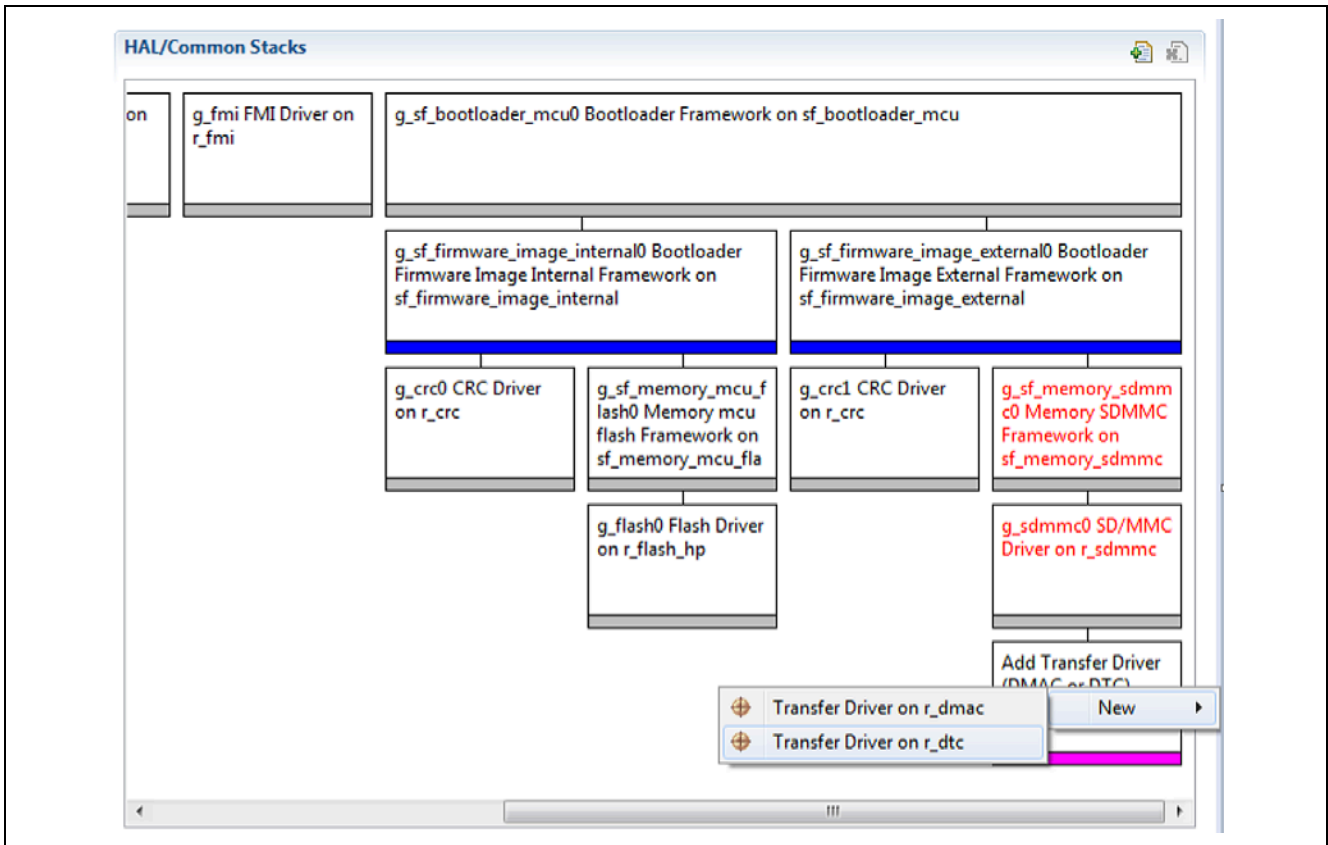 HAL/Common Stacks
on
g_fmi FMI Driver on
r_fmi
g_sf_bootloader_mcu0 Bootloader Framework on sf_bootloader_mcu
g_sf_firmware_image_internal0 Bootloader
Firmware Image Internal Framework on
sf_firmware_image_internal
g_sf_firmware_image_external0 Bootloader
Firmware Image External Framework on
sf_firmware_image_external
g_crc0 CRC Driver
on r_crc
g_sf_memory_mcu_f
lash0 Memory mcu
flash Framework on
sf_memory_mcu_fla
g_crc1 CRC Driver
on r_crc
g_sf_memory_sdmm
c0 Memory SDMMC
Framework on
sf_memory_sdmmc
g_flash0 Flash Driver
on r_flash_hp
g_sdmmc0 SD/MMC
Driver on r_sdmmc
Add Transfer Driver
(DMAC or DTC)
New
Transfer Driver on r_dmac
Transfer Driver on r_dtc